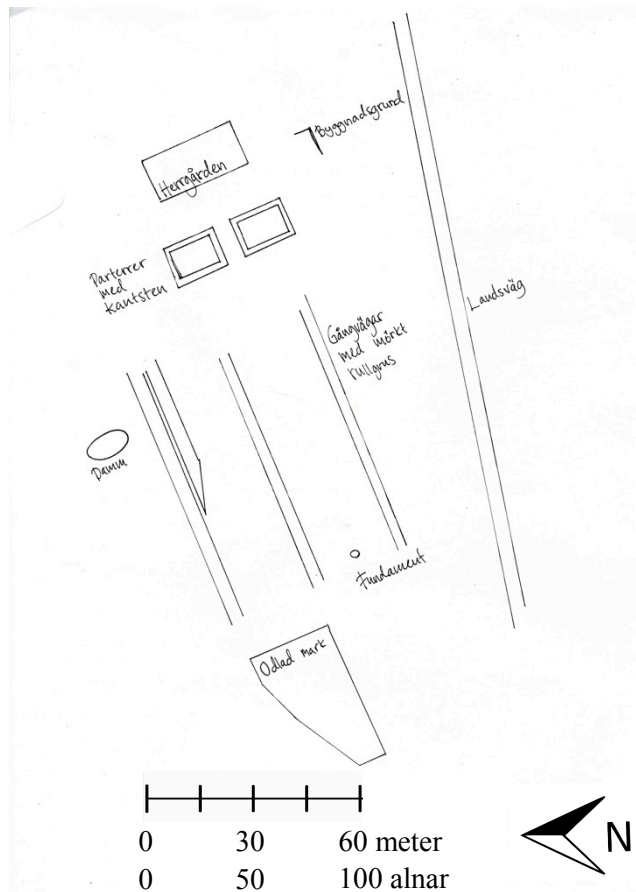 Byggnadsgrund
Herrgården
Parterrer
med
kantsten
Landsväg
Gångvägar
med mörkt
rullgrus
Damm
Fundament
Odlad mark
0 30 60 meter
0 50 100 alnar
N